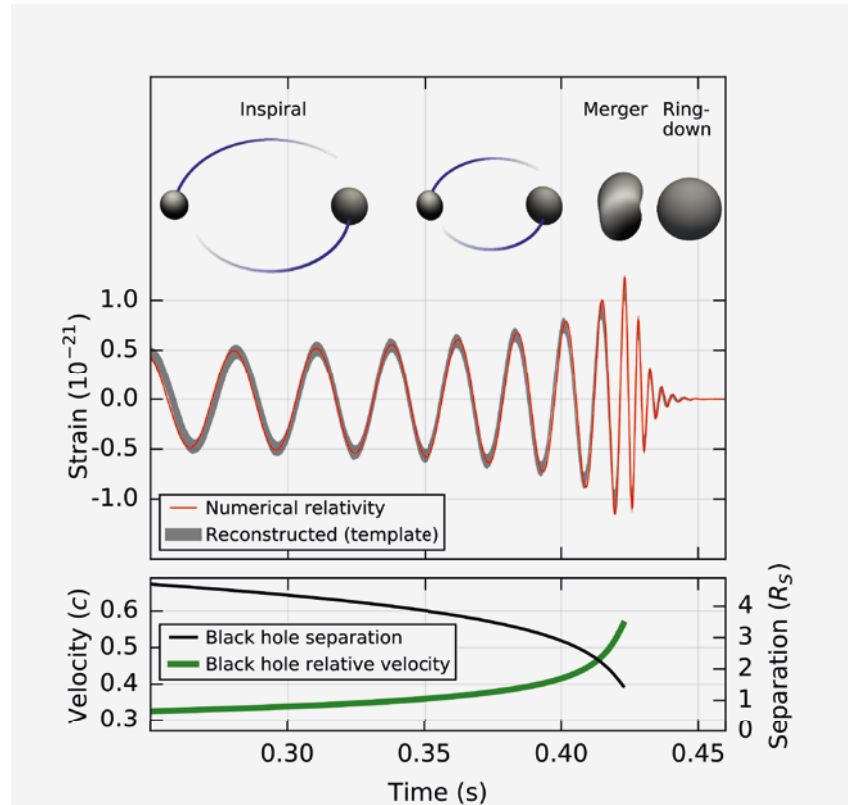 Inspiral
Merger
Ring-
down
Strain (10⁻²¹)
1.0
0.5
0.0
-0.5
-1.0
Numerical relativity
Reconstructed (template)
Velocity (c)
0.6
0.5
0.4
0.3
Black hole separation
Black hole relative velocity
4
3
2
1
0
Separation (R_S)
0.30
0.35
0.40
0.45
Time (s)